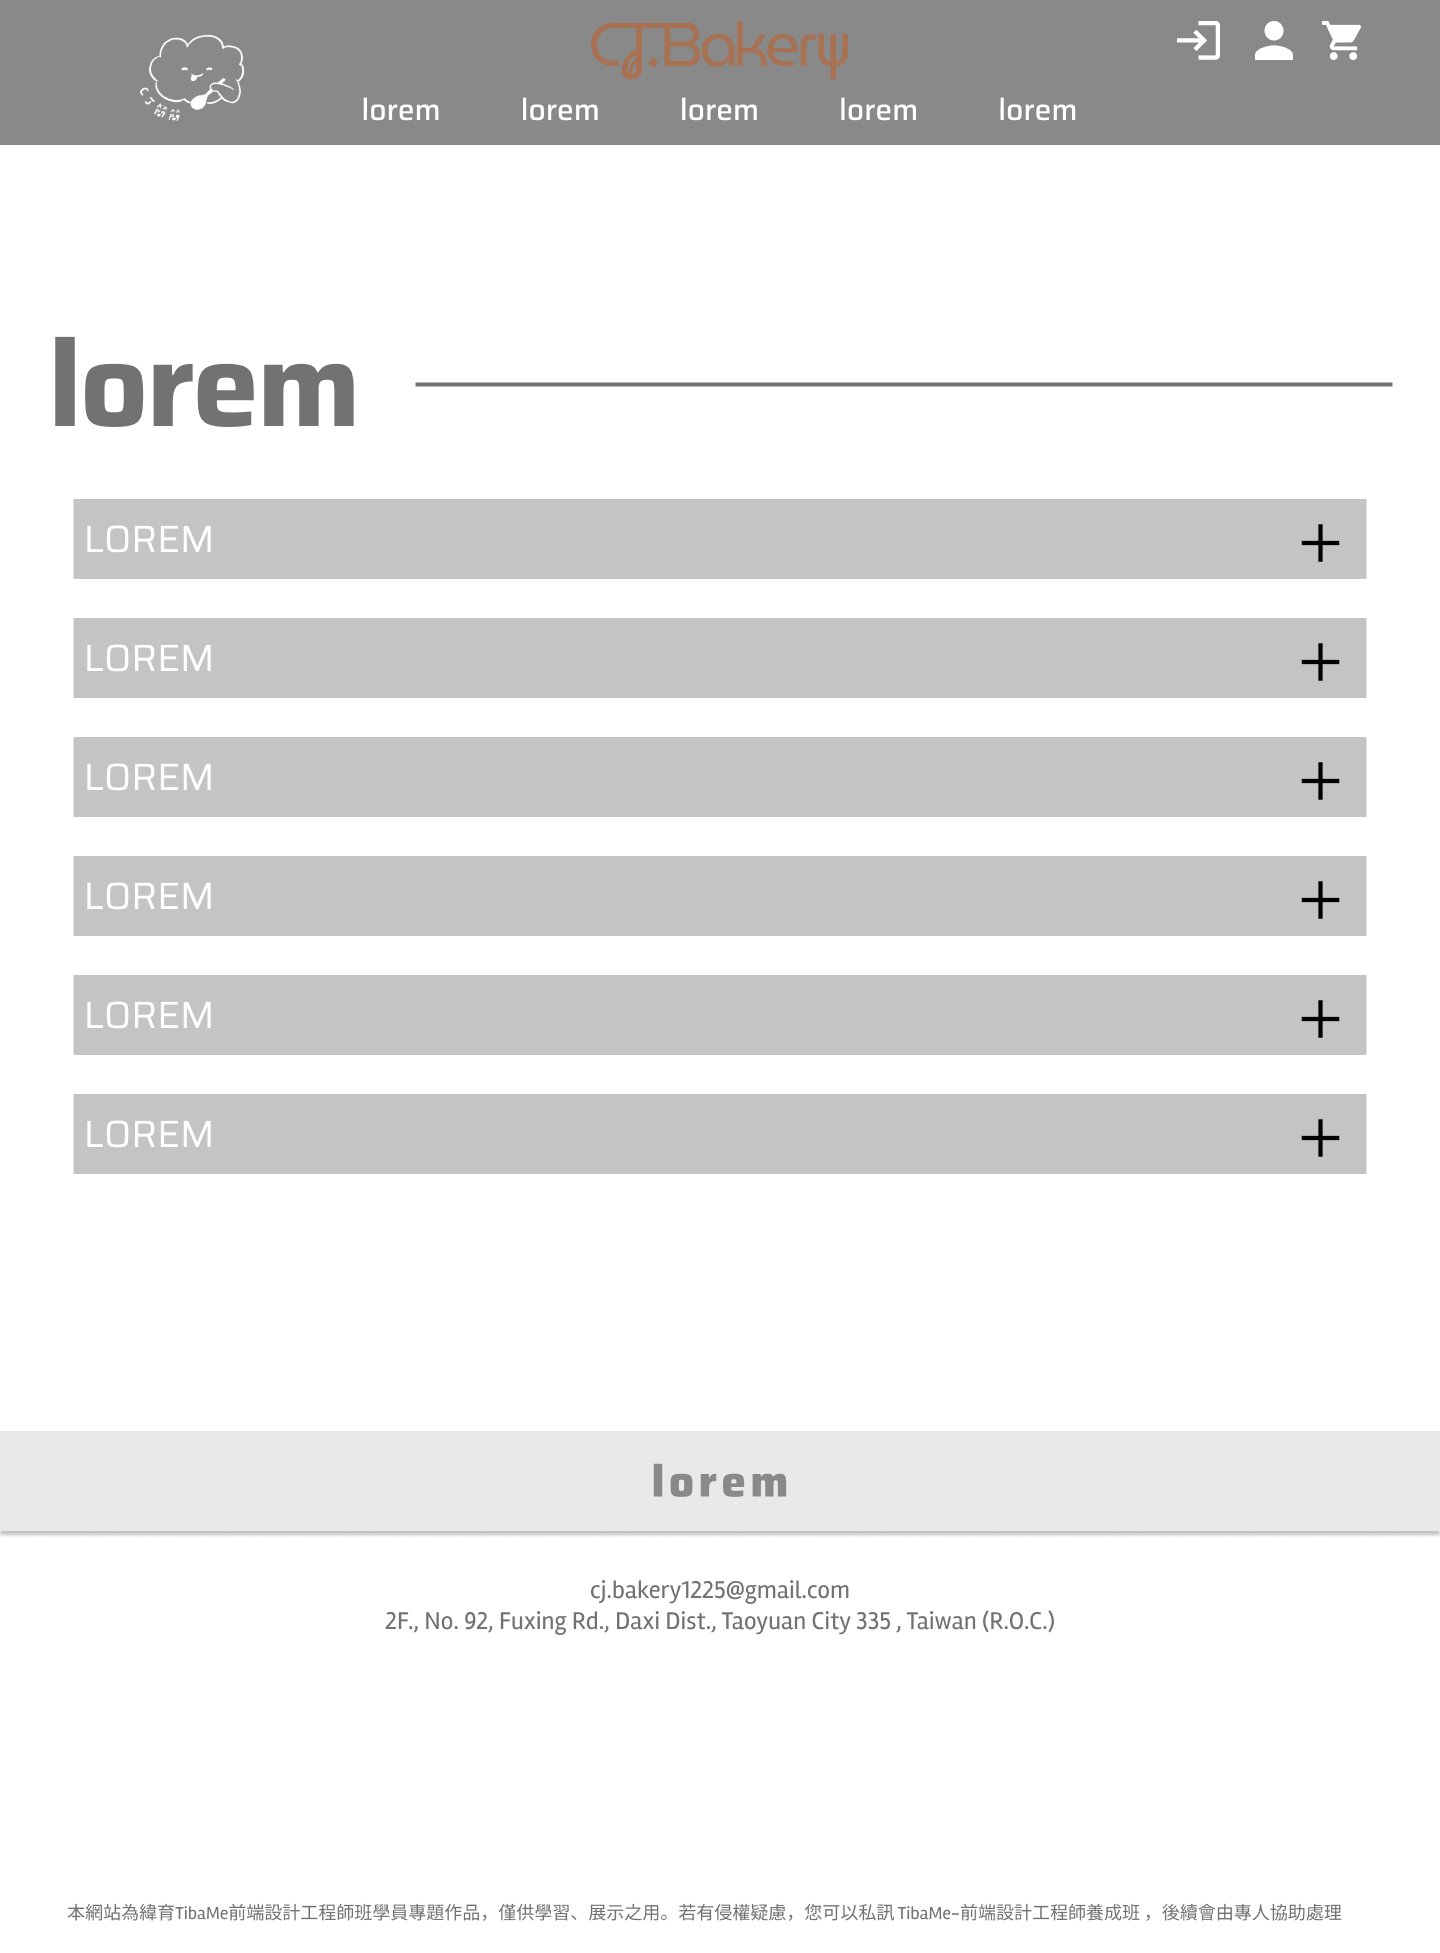 CJ.Bakery
lorem lorem lorem lorem lorem
lorem
LOREM
LOREM
LOREM
LOREM
LOREM
LOREM
lorem
cj.bakery1225@gmail.com
2F., No. 92, Fuxing Rd., Daxi Dist., Taoyuan City 335 , Taiwan (R.O.C.)
本網站為緯育TibaMe前端設計工程師班學員專題作品，僅供學習、展示之用。若有侵權疑慮，您可以私訊 TibaMe-前端設計工程師養成班 ，後續會由專人協助處理